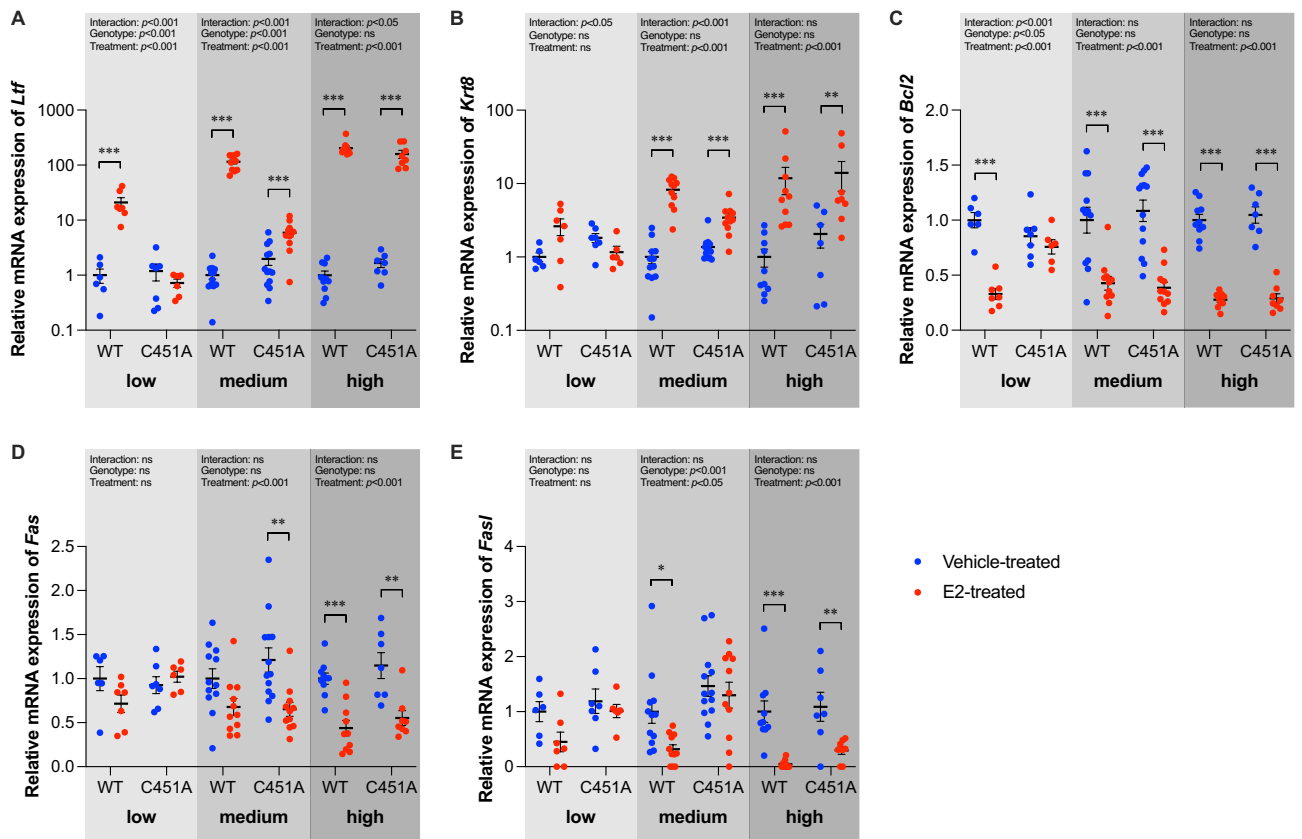 A
Interaction: p<0.001
Genotype: p<0.001
Treatment: p<0.001
Interaction: p<0.001
Genotype: p<0.001
Treatment: p<0.001
Interaction: p<0.05
Genotype: ns
Treatment: p<0.001
Relative mRNA expression of Ltf
1000
100
10
1
0.1
***
***
***
***
***
WT
C451A
WT
C451A
WT
C451A
low
medium
high
B
Interaction: p<0.05
Genotype: ns
Treatment: ns
Interaction: p<0.001
Genotype: ns
Treatment: p<0.001
Interaction: ns
Genotype: ns
Treatment: p<0.001
Relative mRNA expression of Krt8
100
10
1
0.1
***
***
***
**
WT
C451A
WT
C451A
WT
C451A
low
medium
high
C
Interaction: p<0.001
Genotype: p<0.05
Treatment: p<0.001
Interaction: ns
Genotype: ns
Treatment: p<0.001
Interaction: ns
Genotype: ns
Treatment: p<0.001
Relative mRNA expression of Bcl2
2.0
1.5
1.0
0.5
0.0
***
***
***
***
***
WT
C451A
WT
C451A
WT
C451A
low
medium
high
D
Interaction: ns
Genotype: ns
Treatment: ns
Interaction: ns
Genotype: ns
Treatment: p<0.001
Interaction: ns
Genotype: ns
Treatment: p<0.001
Relative mRNA expression of Fas
2.5
2.0
1.5
1.0
0.5
0.0
**
***
**
WT
C451A
WT
C451A
WT
C451A
low
medium
high
E
Interaction: ns
Genotype: ns
Treatment: ns
Interaction: ns
Genotype: p<0.001
Treatment: p<0.05
Interaction: ns
Genotype: ns
Treatment: p<0.001
Relative mRNA expression of Fasl
4
3
2
1
0
*
***
**
WT
C451A
WT
C451A
WT
C451A
low
medium
high
Vehicle-treated
E2-treated